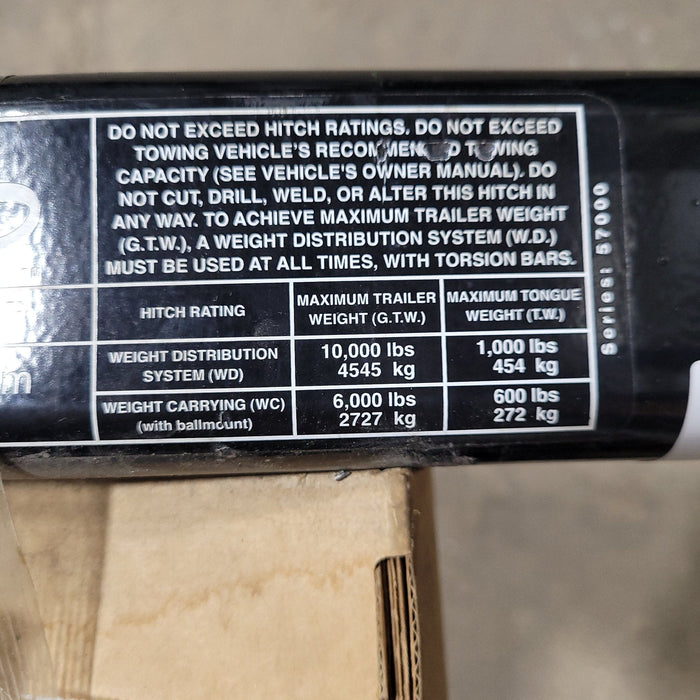 DO NOT EXCEED HITCH RATINGS. DO NOT EXCEED
TOWING VEHICLE'S RECOMMEN D T WING
CAPACITY (SEE VEHICLE'S OWNER MANUAL). DO
NOT CUT, DRILL, WELD, OR ALTER THIS HITCH IN
ANY WAY. TO ACHIEVE MAXIMUM TRAILER WEIGHT
(G.T.W.), A WEIGHT DISTRIBUTION SYSTEM (W.D.)
MUST BE USED AT ALL TIMES, WITH TORSION BARS.
HITCH RATING
MAXIMUM TRAILER
WEIGHT (G.T.W.)
MAXIMUM TONGUE
WEIGHT (T.W.)
WEIGHT DISTRIBUTION
SYSTEM (WD)
10,000 lbs
4545 kg
1,000 lbs
454 kg
WEIGHT CARRYING (WC)
(with ballmount)
6,000 lbs
2727 kg
600 lbs
272 kg
Series: 57000
m